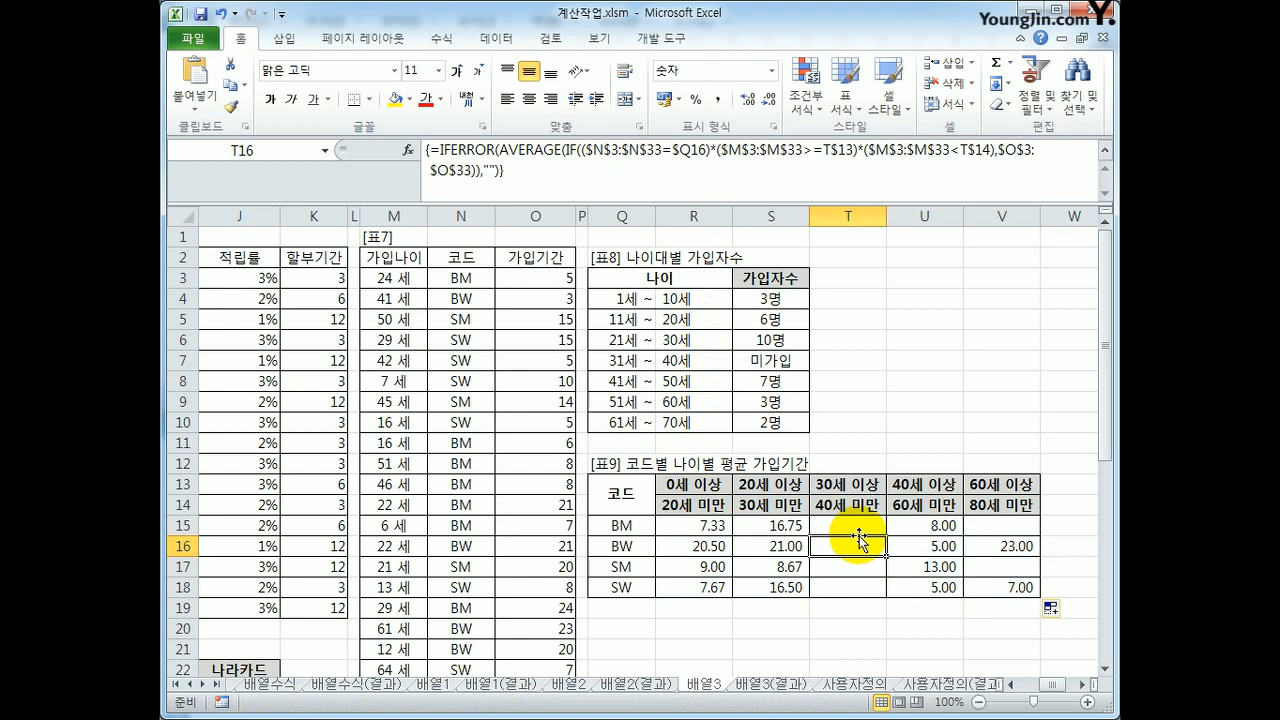 계산작업.xlsm - Microsoft Excel
YoungJin.com Y.
파일 홈 삽입 페이지 레이아웃 수식 데이터 검토 보기 개발 도구
붙여넣기 맑은 고딕 11 가 가 숫자 조건부 서식 표 서식 셀 스타일 삽입 삭제 서식 정렬 및 필터 찾기 및 선택
가 가 가 가 내천 % ,
클립보드 글꼴 맞춤 표시 형식 스타일 셀 편집
T16 fx {=IFERROR(AVERAGE(IF(($N$3:$N$33=$Q16)*($M$3:$M$33>=T$13)*($M$3:$M$33<T$14),$O$3:
$O$33)),"")}
J K L M N O P Q R S T U V W
1 [표7]
2 적립률 할부기간 가입나이 코드 가입기간 [표8] 나이대별 가입자수
3 3% 3 24 세 BM 5 나이 가입자수
4 2% 6 41 세 BW 3 1세 ~ 10세 3명
5 1% 12 50 세 SM 15 11세 ~ 20세 6명
6 3% 3 29 세 SW 15 21세 ~ 30세 10명
7 1% 12 42 세 SW 5 31세 ~ 40세 미가입
8 3% 3 7 세 SW 10 41세 ~ 50세 7명
9 2% 12 45 세 SM 14 51세 ~ 60세 3명
10 3% 3 16 세 SW 5 61세 ~ 70세 2명
11 2% 3 16 세 BM 6
12 3% 3 51 세 BM 8 [표9] 코드별 나이별 평균 가입기간
13 3% 6 46 세 BM 8 코드 0세 이상 20세 이상 30세 이상 40세 이상 60세 이상
14 2% 3 22 세 BM 21 20세 미만 30세 미만 40세 미만 60세 미만 80세 미만
15 2% 6 6 세 BM 7 BM 7.33 16.75 8.00
16 1% 12 22 세 BW 21 BW 20.50 21.00 5.00 23.00
17 3% 12 21 세 SM 20 SM 9.00 8.67 13.00
18 2% 3 13 세 SW 8 SW 7.67 16.50 5.00 7.00
19 3% 12 29 세 BM 24
20 61 세 BW 23
21 12 세 BW 20
22 나라카드 64 세 SW 7
배열수식 배열수식(결과) 배열1 배열1(결과) 배열2 배열2(결과) 배열3 배열3(결과) 사용자정의 사용자정의(결과
준비 100%